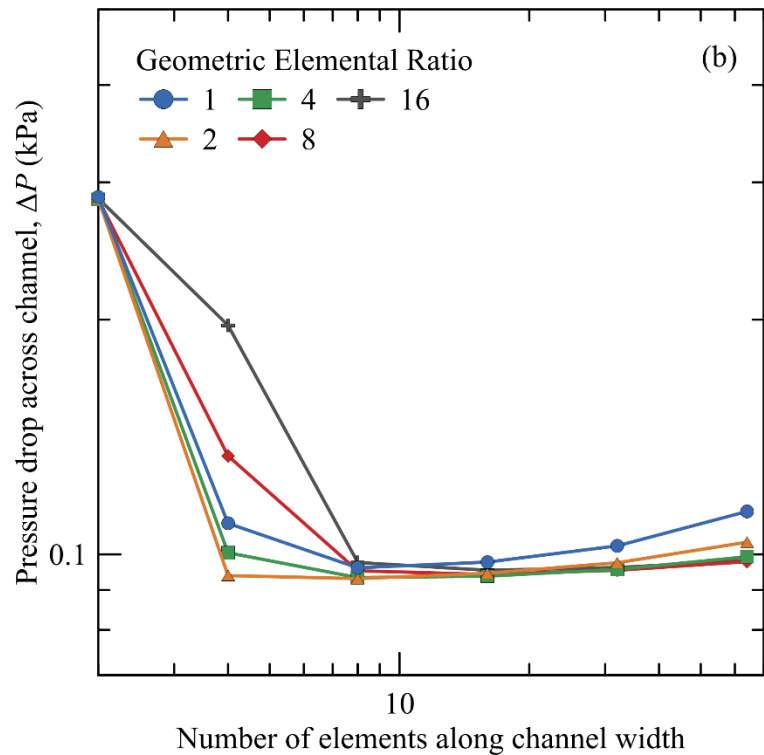 Geometric Elemental Ratio (b)
1 4 16
2 8
Pressure drop across channel, ΔP (kPa)
0.1
10
Number of elements along channel width